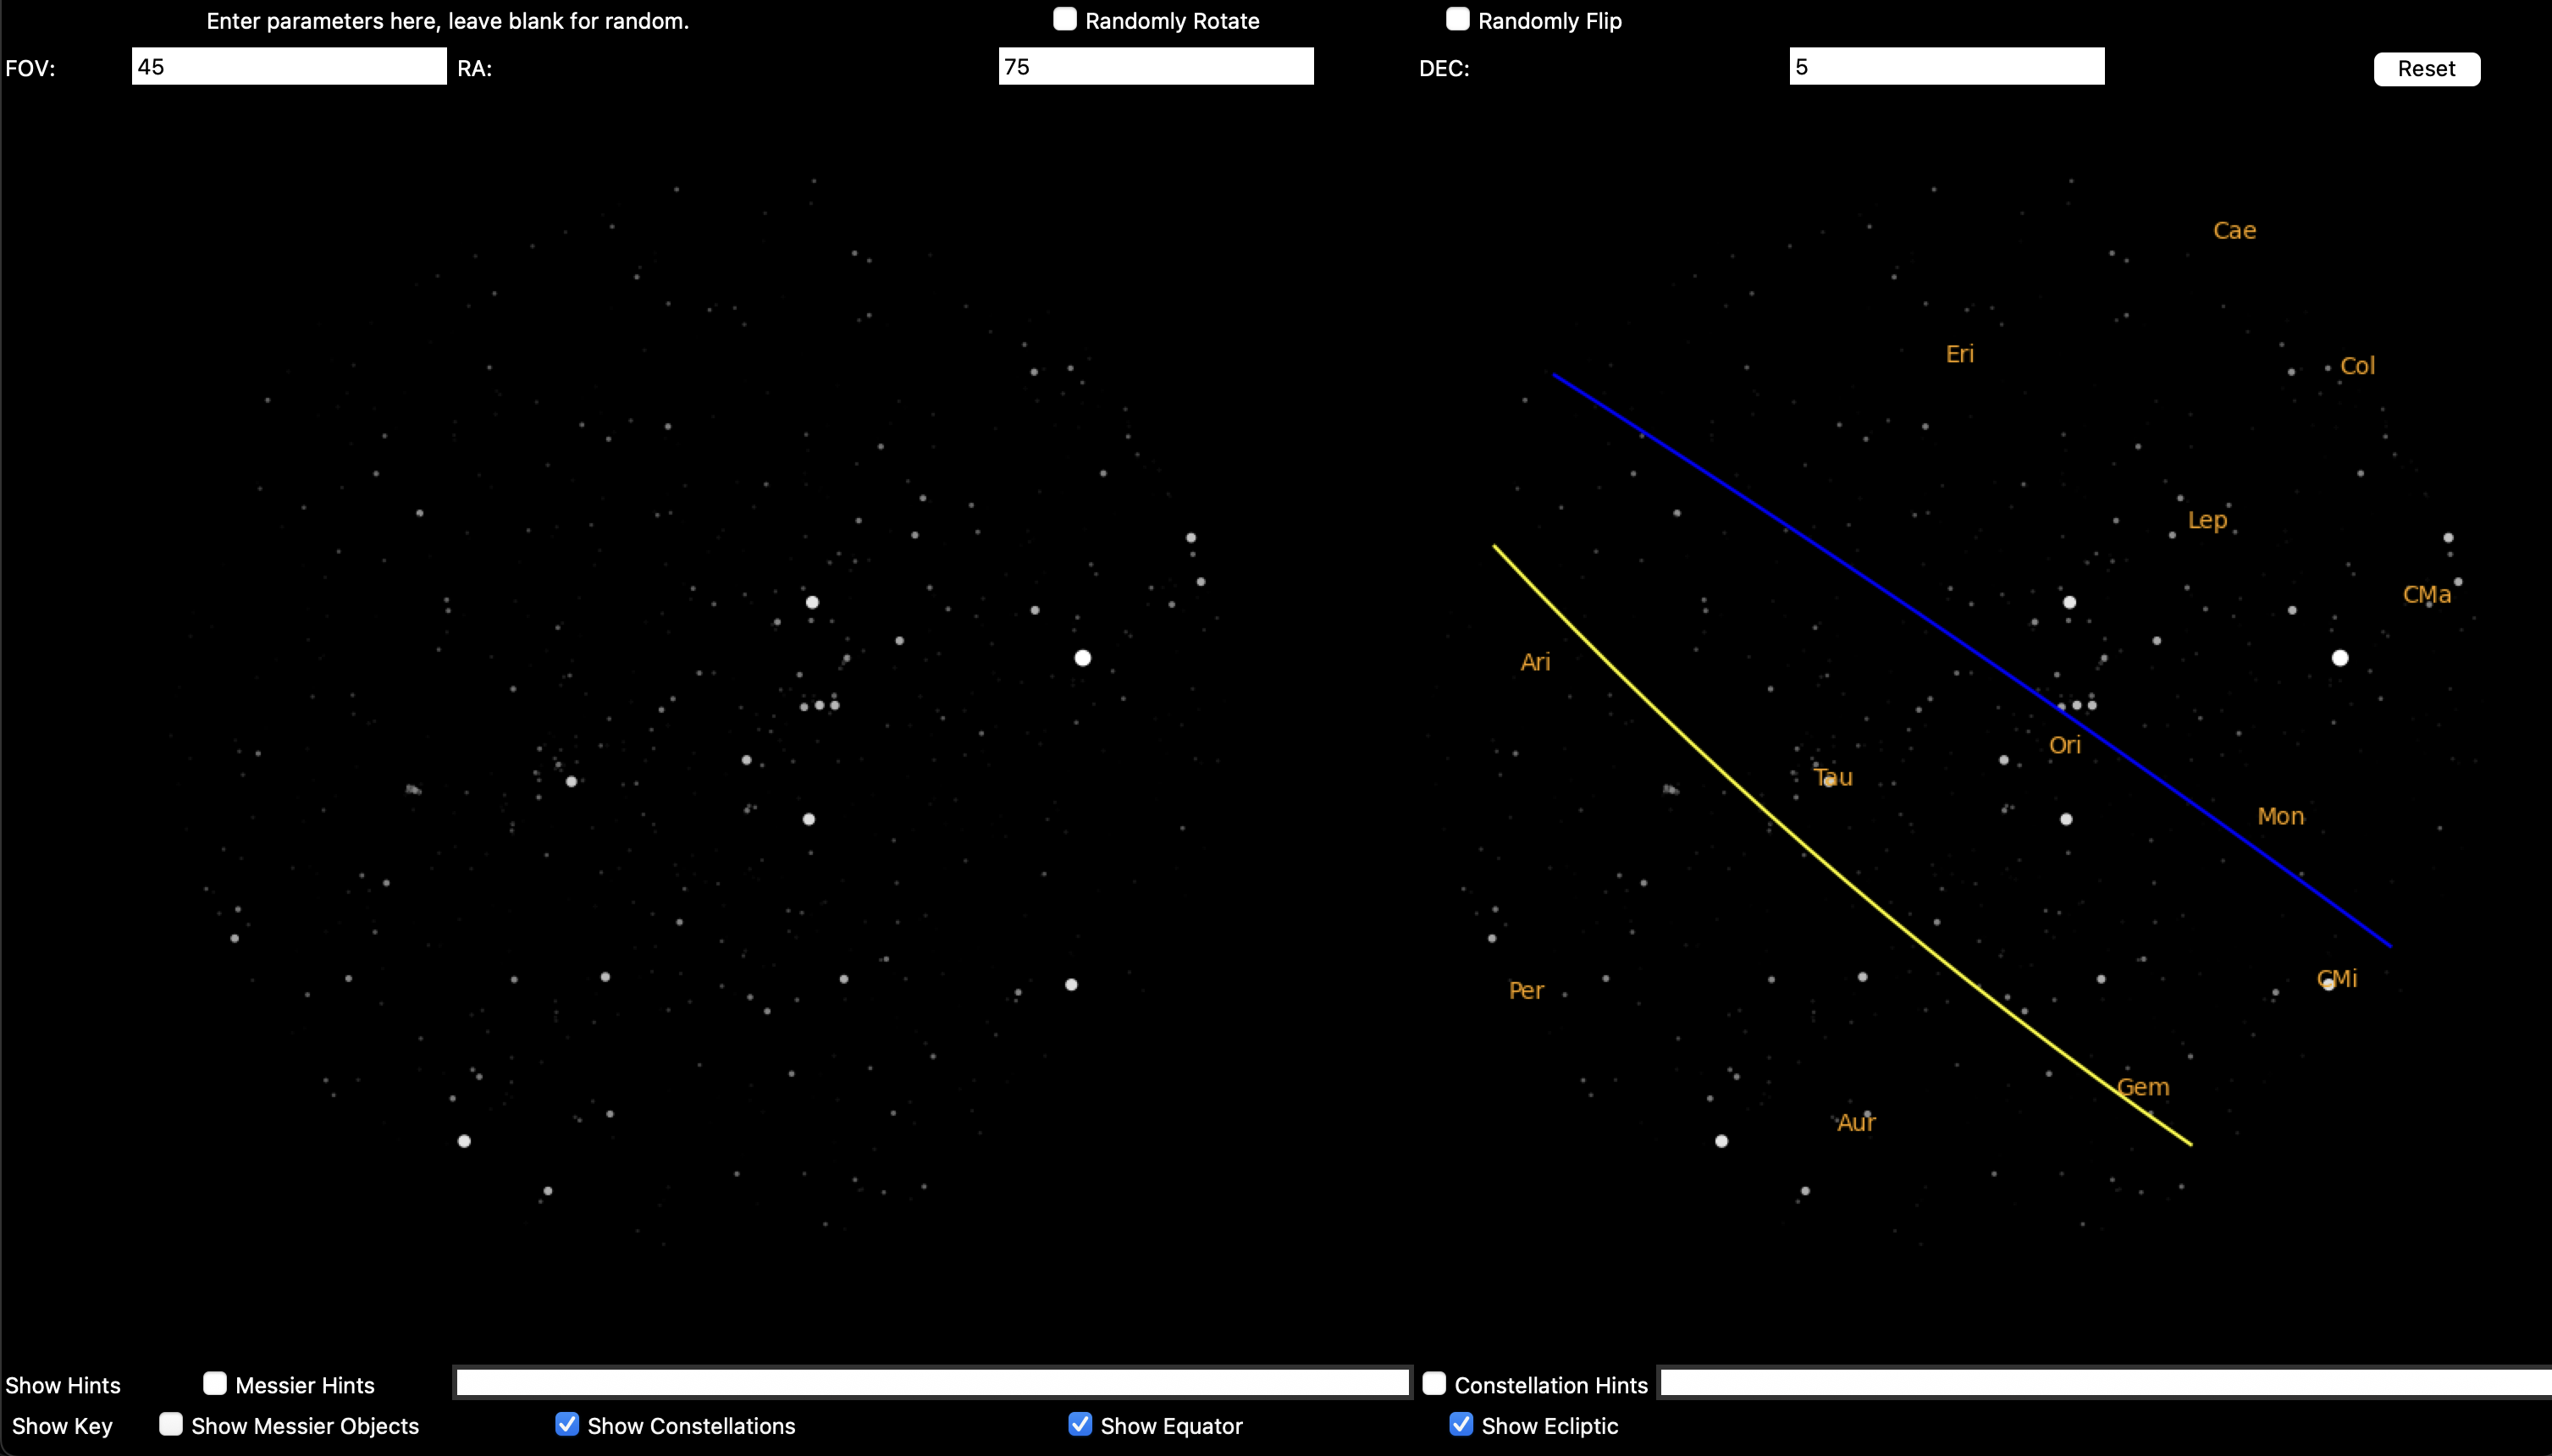 Enter parameters here, leave blank for random. Randomly Rotate Randomly Flip
FOV: 45 RA: 75 DEC: 5 Reset
Cae
Eri
Col
Lep
CMa
Ari
Ori
Tau
Mon
CMi
Per
Gem
Aur
Show Hints Messier Hints Constellation Hints
Show Key Show Messier Objects Show Constellations Show Equator Show Ecliptic